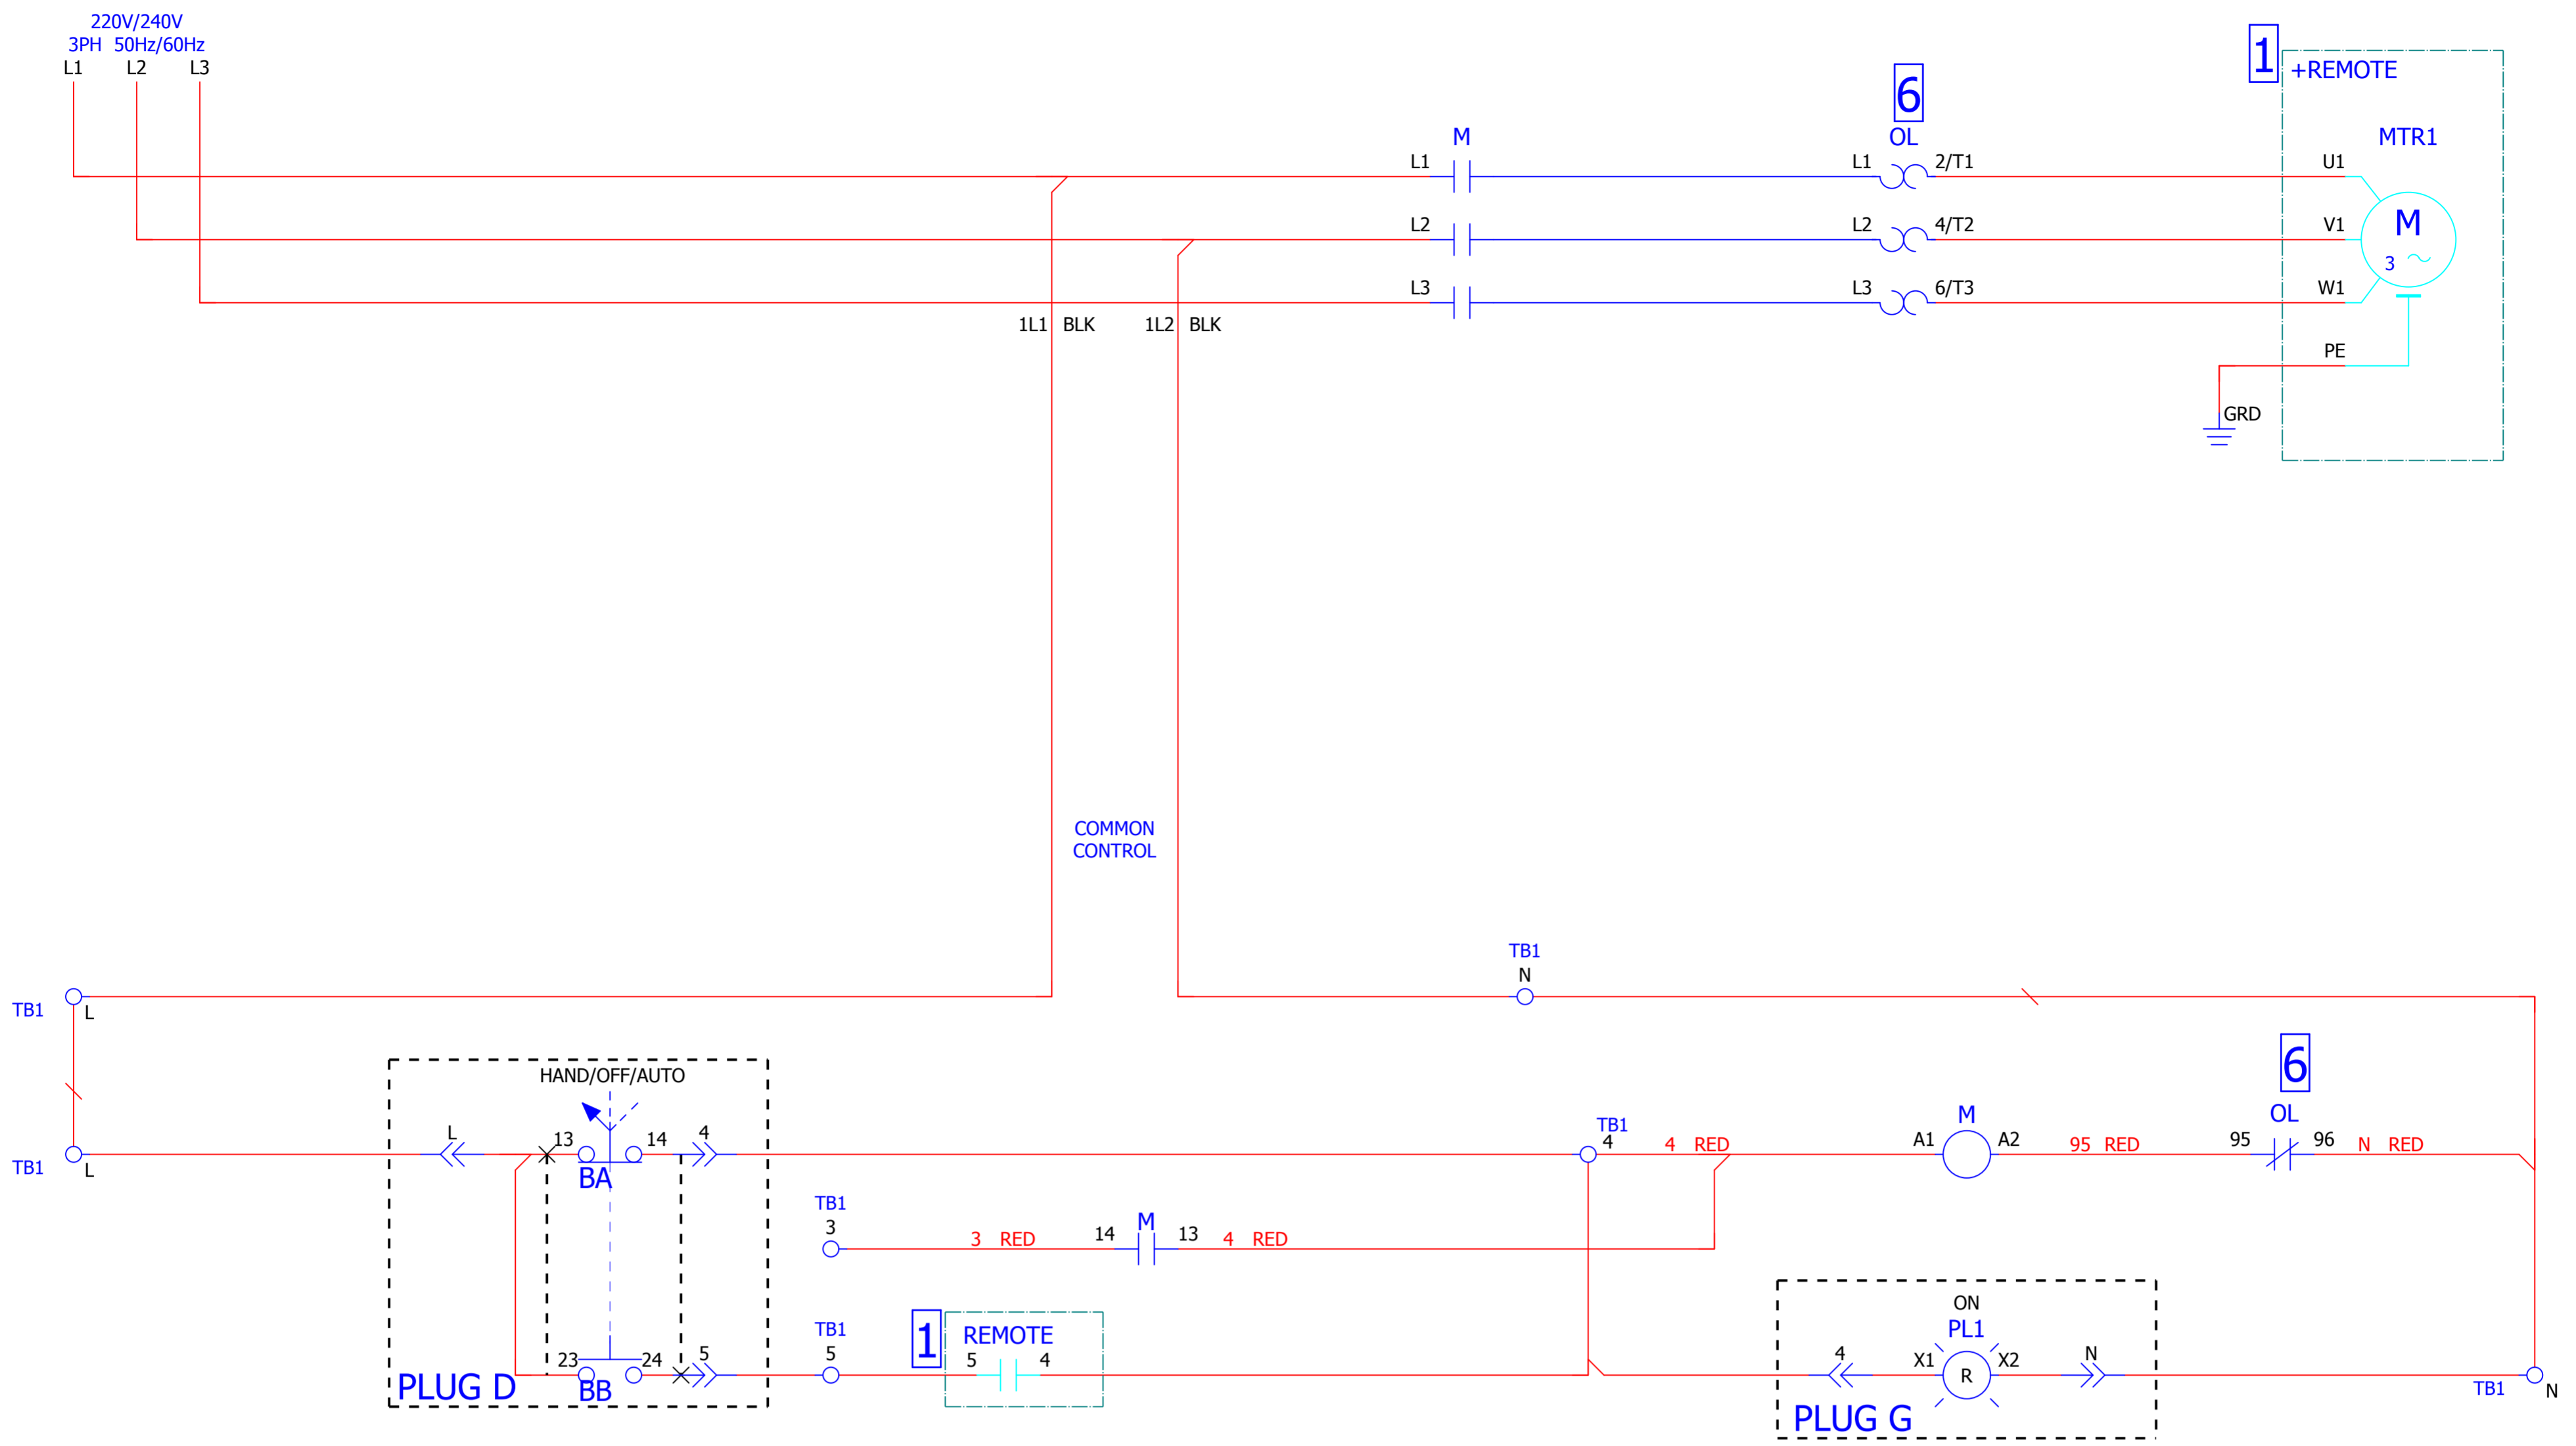 220V/240V
3PH 50Hz/60Hz
L1 L2 L3
1
+REMOTE
6
OL
M
MTR1
L1 L1 2/T1 U1
L2 L2 4/T2 V1
M
3
L3 L3 6/T3 W1
1L1 BLK 1L2 BLK
PE
GRD
COMMON
CONTROL
TB1
N
TB1 L
6
HAND/OFF/AUTO
OL
M
TB1
L 13 14 4 4 4 RED A1 A2 95 RED 95 96 N RED
TB1 L
BA
TB1
3 3 RED 14 M 13 4 RED
ON
PL1
TB1
1 REMOTE
23 24 5 5 5 4 4 X1 R X2 N
BB
PLUG D
TB1 N
PLUG G